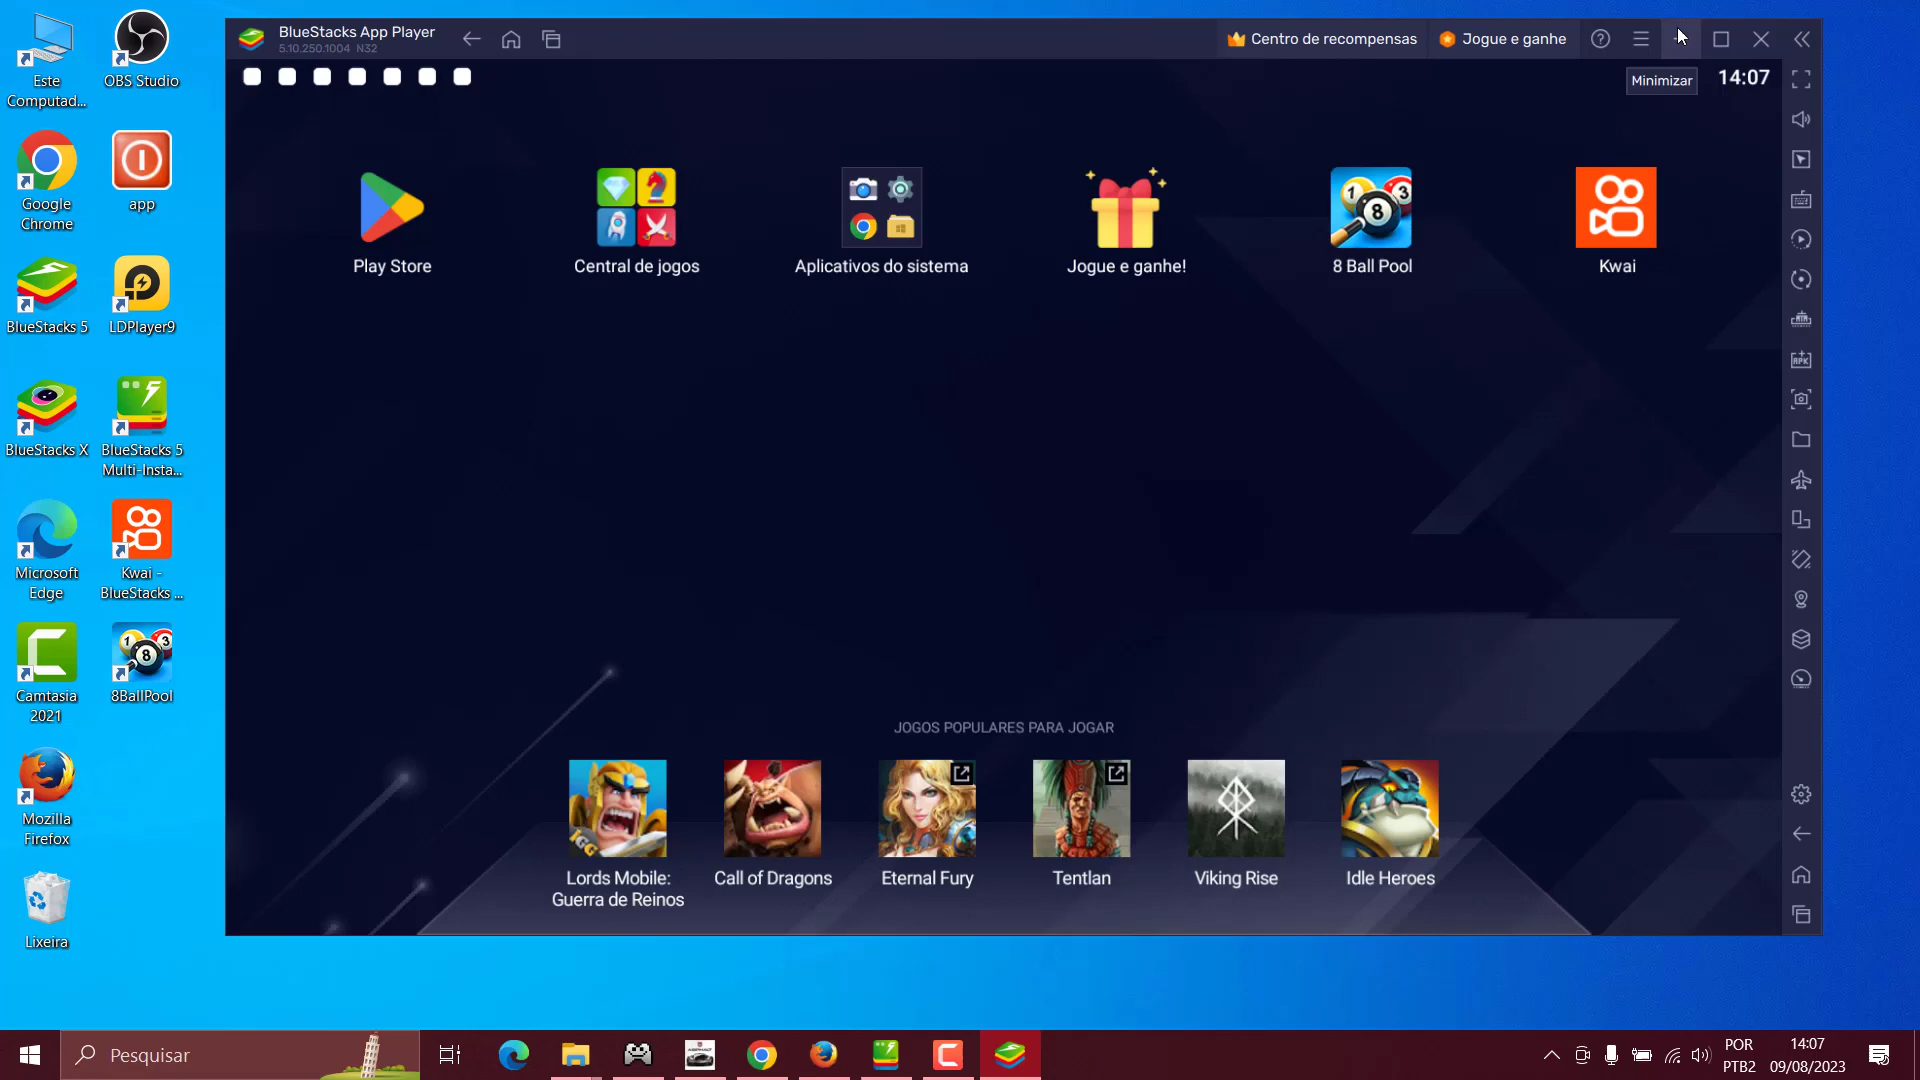 Este
Computad...
OBS Studio
Google
Chrome
app
BlueStacks 5
LDPlayer9
BlueStacks X
BlueStacks 5
Multi-Insta...
Microsoft
Edge
Kwai -
BlueStacks ...
Camtasia
2021
8BallPool
Mozilla
Firefox
Lixeira
BlueStacks App Player
5.10.250.1004 N32
Centro de recompensas
Jogue e ganhe
Minimizar
14:07
Play Store
Central de jogos
Aplicativos do sistema
Jogue e ganhe!
8 Ball Pool
Kwai
JOGOS POPULARES PARA JOGAR
Lords Mobile:
Guerra de Reinos
Call of Dragons
Eternal Fury
Tentlan
Viking Rise
Idle Heroes
Pesquisar
POR
PTB2
14:07
09/08/2023